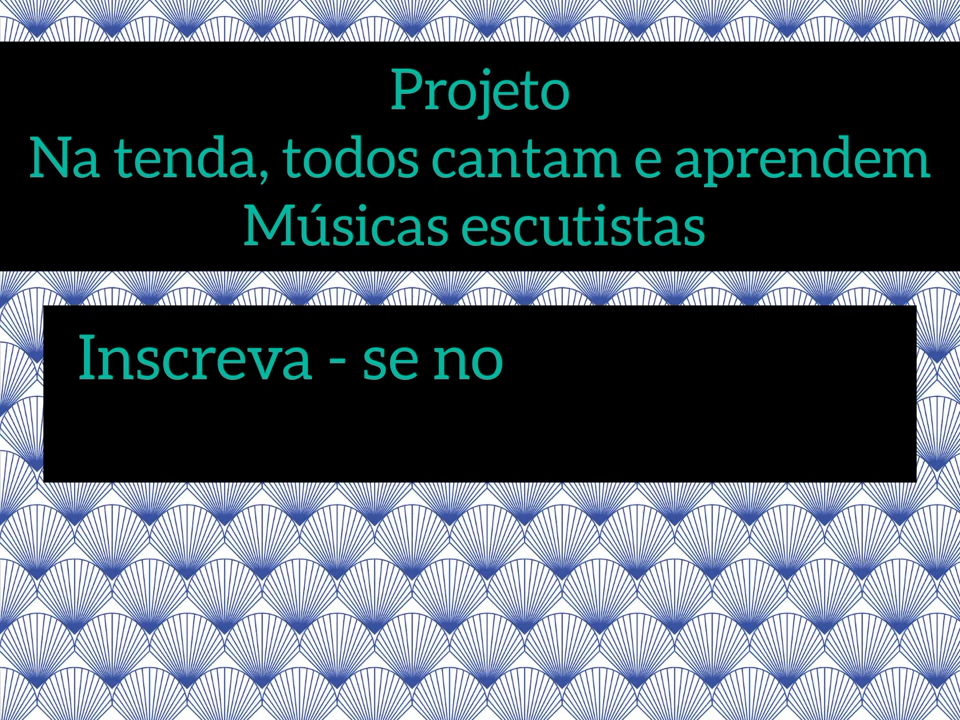 Projeto
Na tenda, todos cantam e aprendem
Músicas escutistas
Inscreva - se no